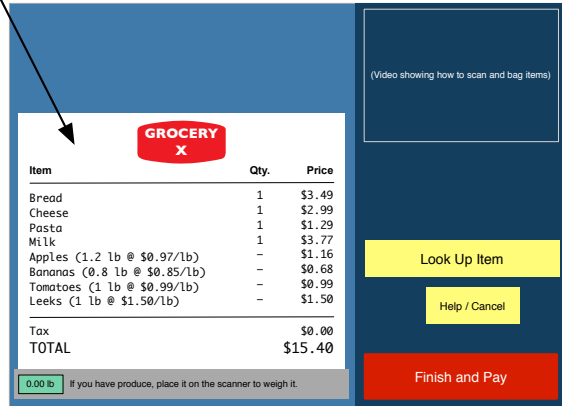 (Video showing how to scan and bag items)
GROCERY
X
Item Qty. Price
Bread 1 $3.49
Cheese 1 $2.99
Pasta 1 $1.29
Milk 1 $3.77
Apples (1.2 lb @ $0.97/lb) – $1.16
Bananas (0.8 lb @ $0.85/lb) – $0.68
Tomatoes (1 lb @ $0.99/lb) – $0.99
Leeks (1 lb @ $1.50/lb) – $1.50
Tax $0.00
TOTAL $15.40
0.00 lb If you have produce, place it on the scanner to weigh it.
Look Up Item
Help / Cancel
Finish and Pay